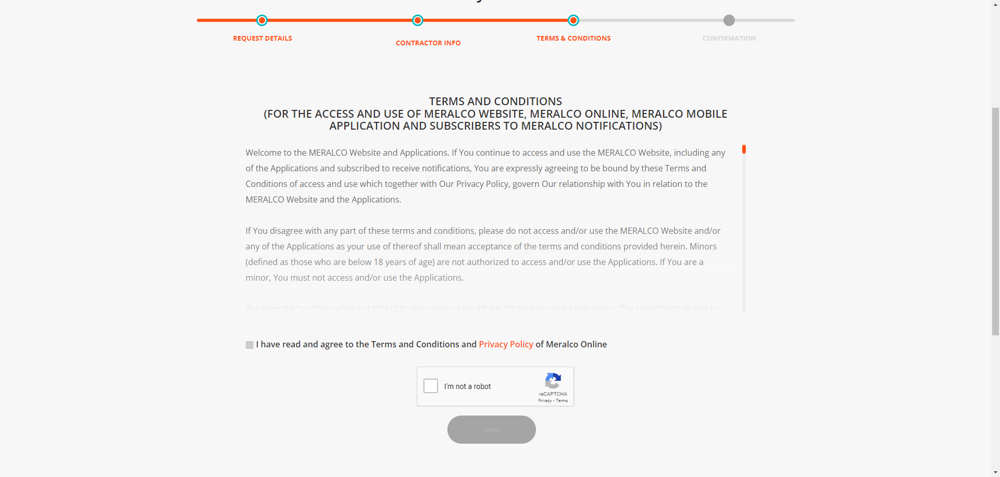 REQUEST DETAILS
CONTRACTOR INFO
TERMS & CONDITIONS
CONFIRMATION
TERMS AND CONDITIONS
(FOR THE ACCESS AND USE OF MERALCO WEBSITE, MERALCO ONLINE, MERALCO MOBILE
APPLICATION AND SUBSCRIBERS TO MERALCO NOTIFICATIONS)
Welcome to the MERALCO Website and Applications. If You continue to access and use the MERALCO Website, including any
of the Applications and subscribed to receive notifications, You are expressly agreeing to be bound by these Terms and
Conditions of access and use which together with Our Privacy Policy, govern Our relationship with You in relation to the
MERALCO Website and the Applications.
If You disagree with any part of these terms and conditions, please do not access and/or use the MERALCO Website and/or
any of the Applications as your use of thereof shall mean acceptance of the terms and conditions provided herein. Minors
(defined as those who are below 18 years of age) are not authorized to access and/or use the Applications. If You are a
minor, You must not access and/or use the Applications.
The term “Us” or “We” refers to MERALCO, the owner of the MERALCO Website and Applications. The term “Our” alludes to
I have read and agree to the Terms and Conditions and Privacy Policy of Meralco Online
I'm not a robot
reCAPTCHA
Privacy - Terms
Next